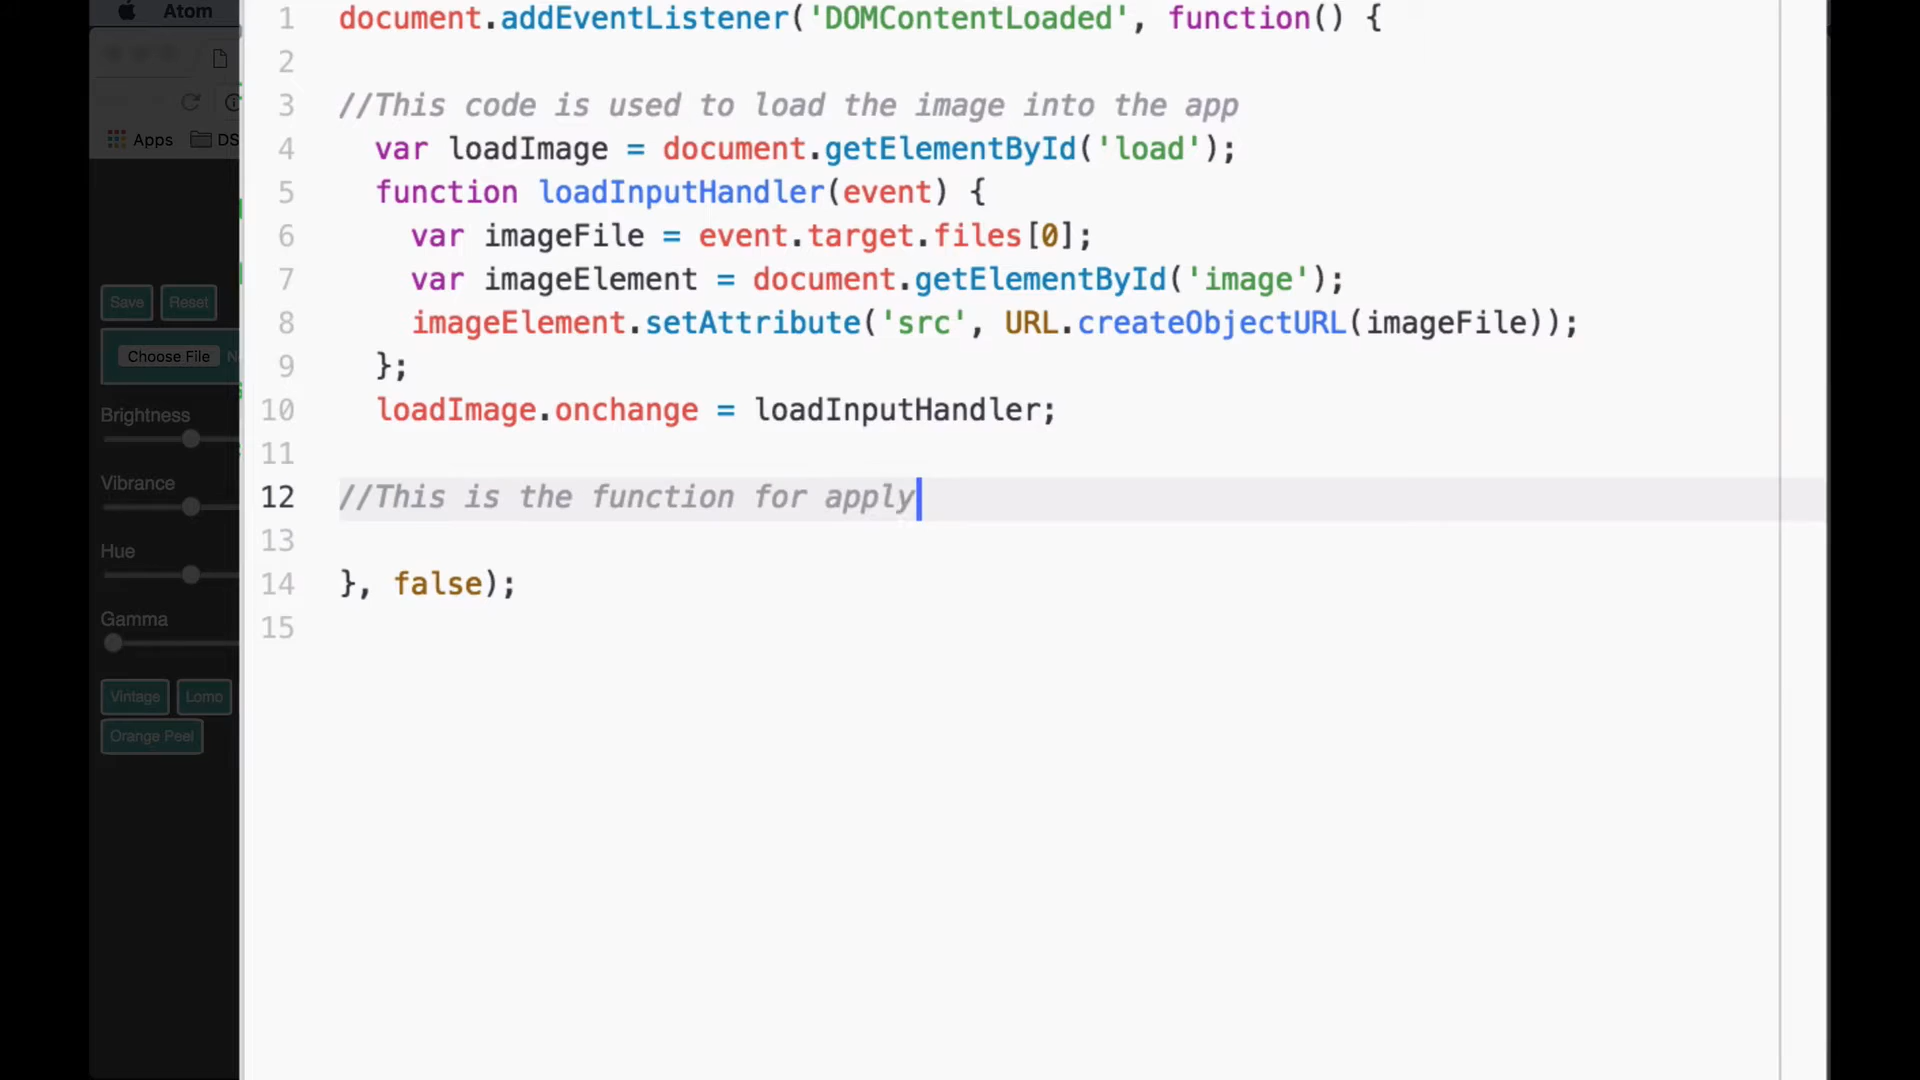 Atom
Apps DS
Save Reset
Choose File N
Brightness
Vibrance
Hue
Gamma
Vintage Lomo
Orange Peel
1 document.addEventListener('DOMContentLoaded', function() {
2
3 //This code is used to load the image into the app
4 var loadImage = document.getElementById('load');
5 function loadInputHandler(event) {
6 var imageFile = event.target.files[0];
7 var imageElement = document.getElementById('image');
8 imageElement.setAttribute('src', URL.createObjectURL(imageFile));
9 };
10 loadImage.onchange = loadInputHandler;
11
12 //This is the function for apply
13
14 }, false);
15